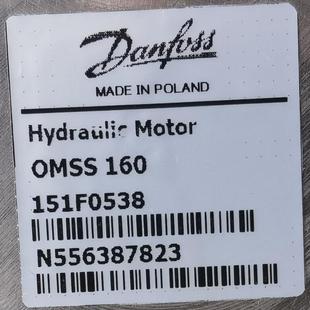 Danfoss
MADE IN POLAND
Hydraulic Motor
OMSS 160
151F0538
N556387823